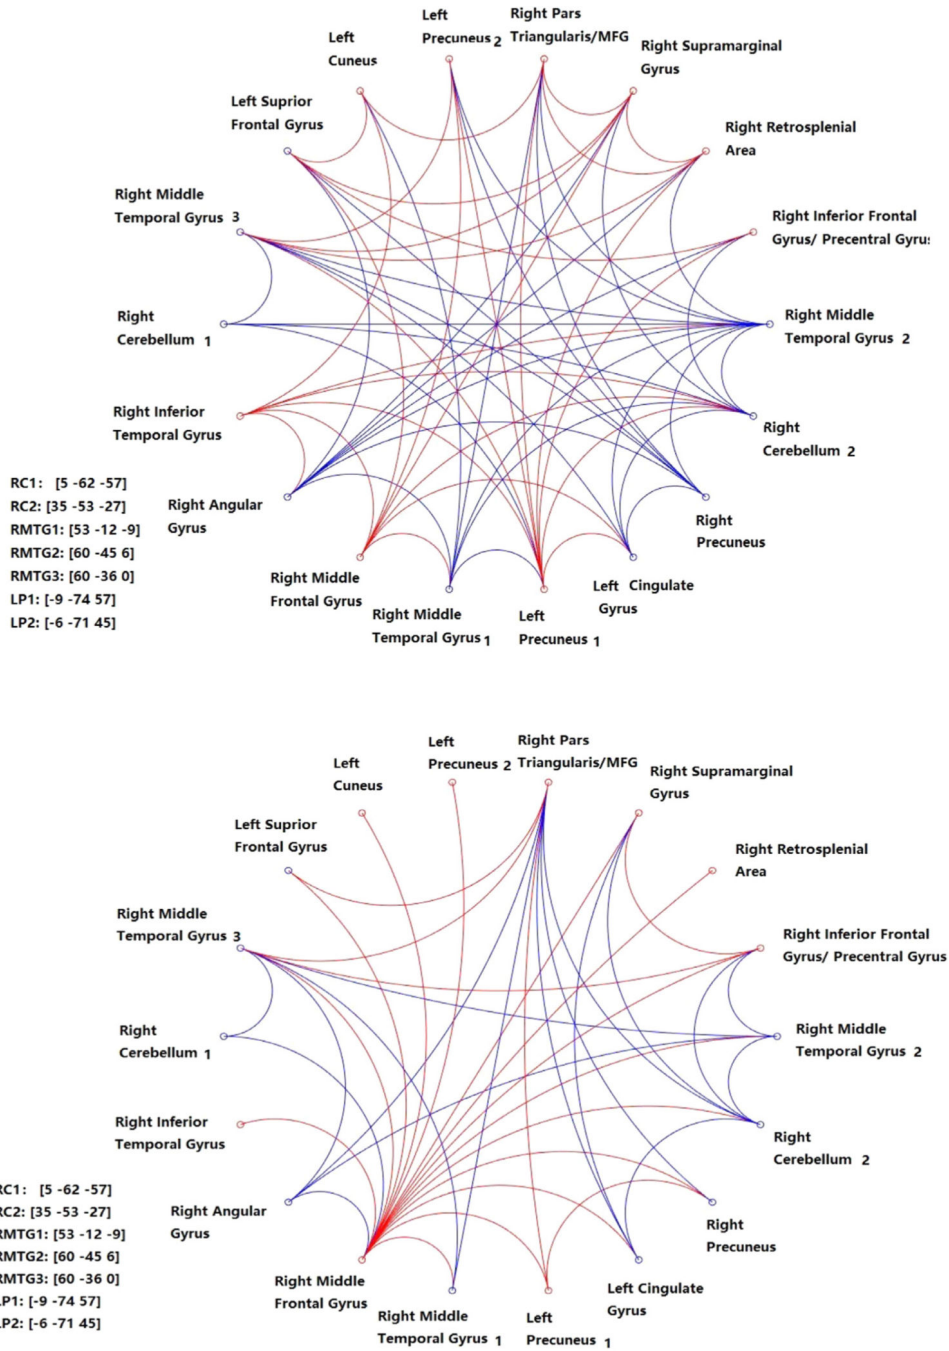 Left
Precuneus 2
Right Pars
Triangularis/MFG
Left
Cuneus
Right Supramarginal
Gyrus
Left Suprior
Frontal Gyrus
Right Retrosplenial
Area
Right Middle
Temporal Gyrus 3
Right Inferior Frontal
Gyrus/ Precentral Gyrus
Right
Cerebellum 1
Right Middle
Temporal Gyrus 2
Right Inferior
Temporal Gyrus
Right
Cerebellum 2
RC1: [5 -62 -57]
RC2: [35 -53 -27]
RMTG1: [53 -12 -9]
RMTG2: [60 -45 6]
RMTG3: [60 -36 0]
LP1: [-9 -74 57]
LP2: [-6 -71 45]
Right Angular
Gyrus
Right
Precuneus
Right Middle
Frontal Gyrus
Right Middle
Temporal Gyrus 1
Left
Precuneus 1
Left Cingulate
Gyrus
Left
Precuneus 2
Right Pars
Triangularis/MFG
Left
Cuneus
Right Supramarginal
Gyrus
Left Suprior
Frontal Gyrus
Right Retrosplenial
Area
Right Middle
Temporal Gyrus 3
Right Inferior Frontal
Gyrus/ Precentral Gyrus
Right
Cerebellum 1
Right Middle
Temporal Gyrus 2
Right Inferior
Temporal Gyrus
Right
Cerebellum 2
RC1: [5 -62 -57]
RC2: [35 -53 -27]
RMTG1: [53 -12 -9]
RMTG2: [60 -45 6]
RMTG3: [60 -36 0]
LP1: [-9 -74 57]
LP2: [-6 -71 45]
Right Angular
Gyrus
Right
Precuneus
Right Middle
Frontal Gyrus
Right Middle
Temporal Gyrus 1
Left
Precuneus 1
Left Cingulate
Gyrus